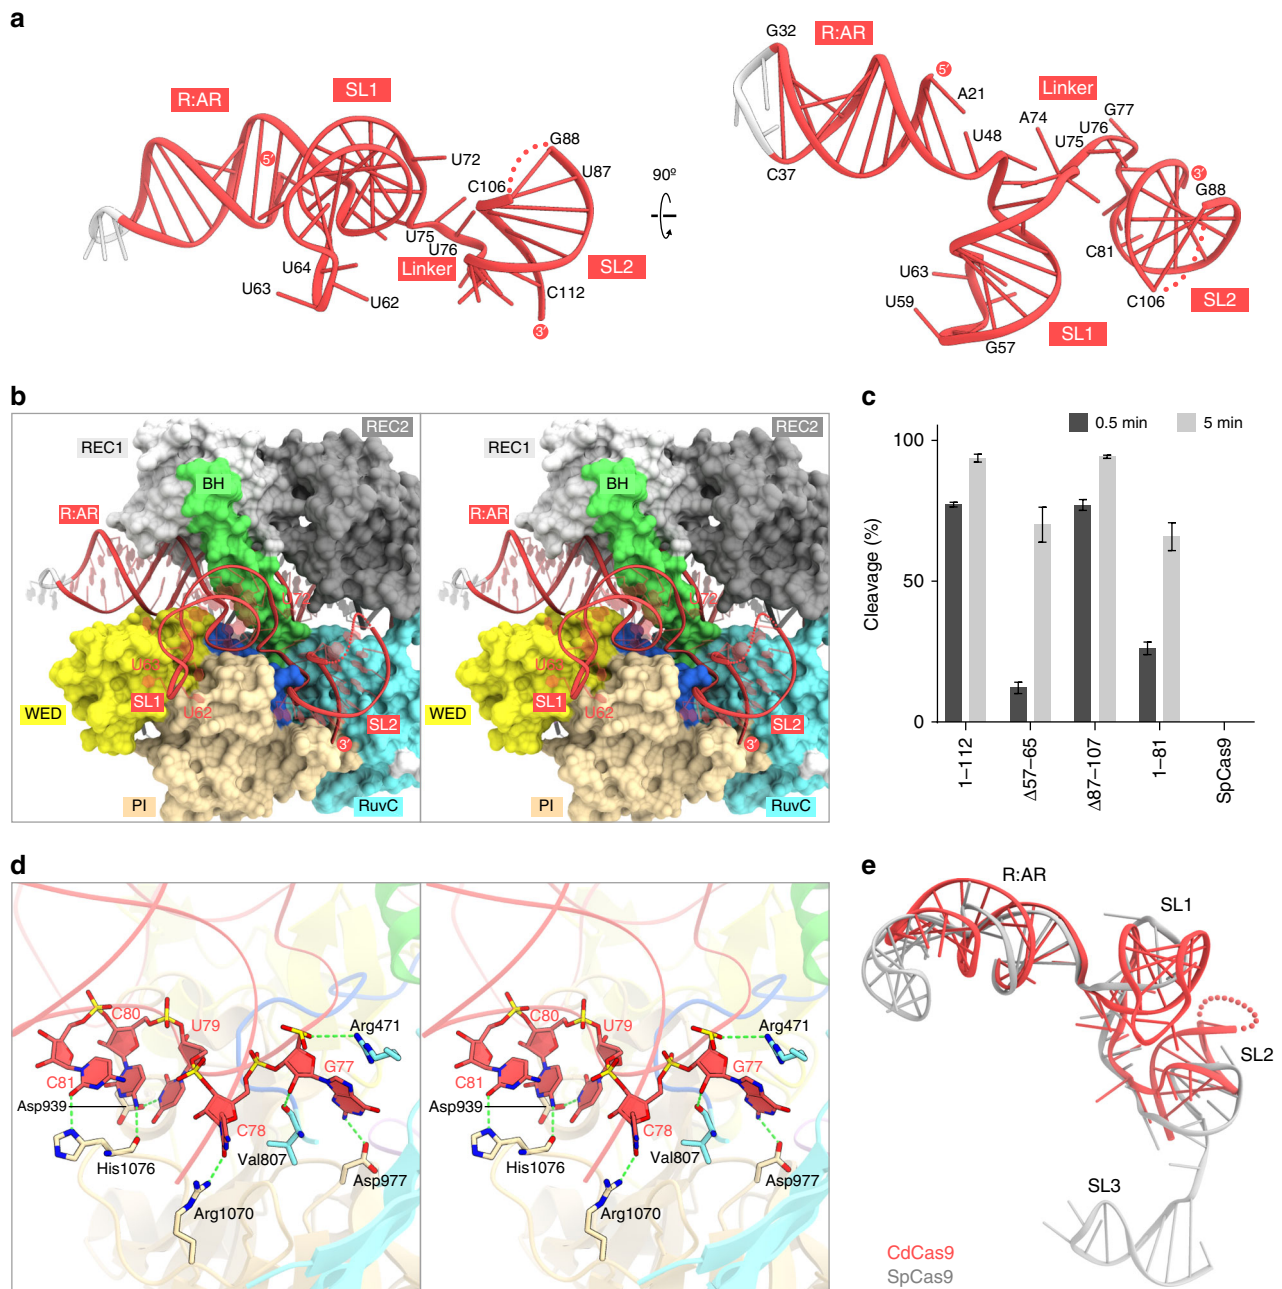 a
R:AR
SL1
5′
U72
G88
U87
C106
U75
U76
Linker
U64
U63
U62
SL2
C112
3′
90º
G32
R:AR
5′
A21
Linker
A74
U76
G77
U48
U75
C37
3′
G88
C81
U63
U59
C106
SL2
SL1
G57
b
REC2
REC1
BH
R:AR
U72
U63
SL1
U62
WED
SL2
3′
PI
RuvC
REC2
REC1
BH
R:AR
U72
U63
SL1
U62
WED
SL2
3′
PI
RuvC
c
0.5 min
5 min
Cleavage (%)
100
50
0
1–112
Δ57–65
Δ87–107
1–81
SpCas9
d
C80
U79
Arg471
C81
G77
Asp939
C78
His1076
Val807
Asp977
Arg1070
C80
U79
Arg471
C81
G77
Asp939
C78
His1076
Val807
Asp977
Arg1070
e
R:AR
SL1
SL2
SL3
CdCas9
SpCas9